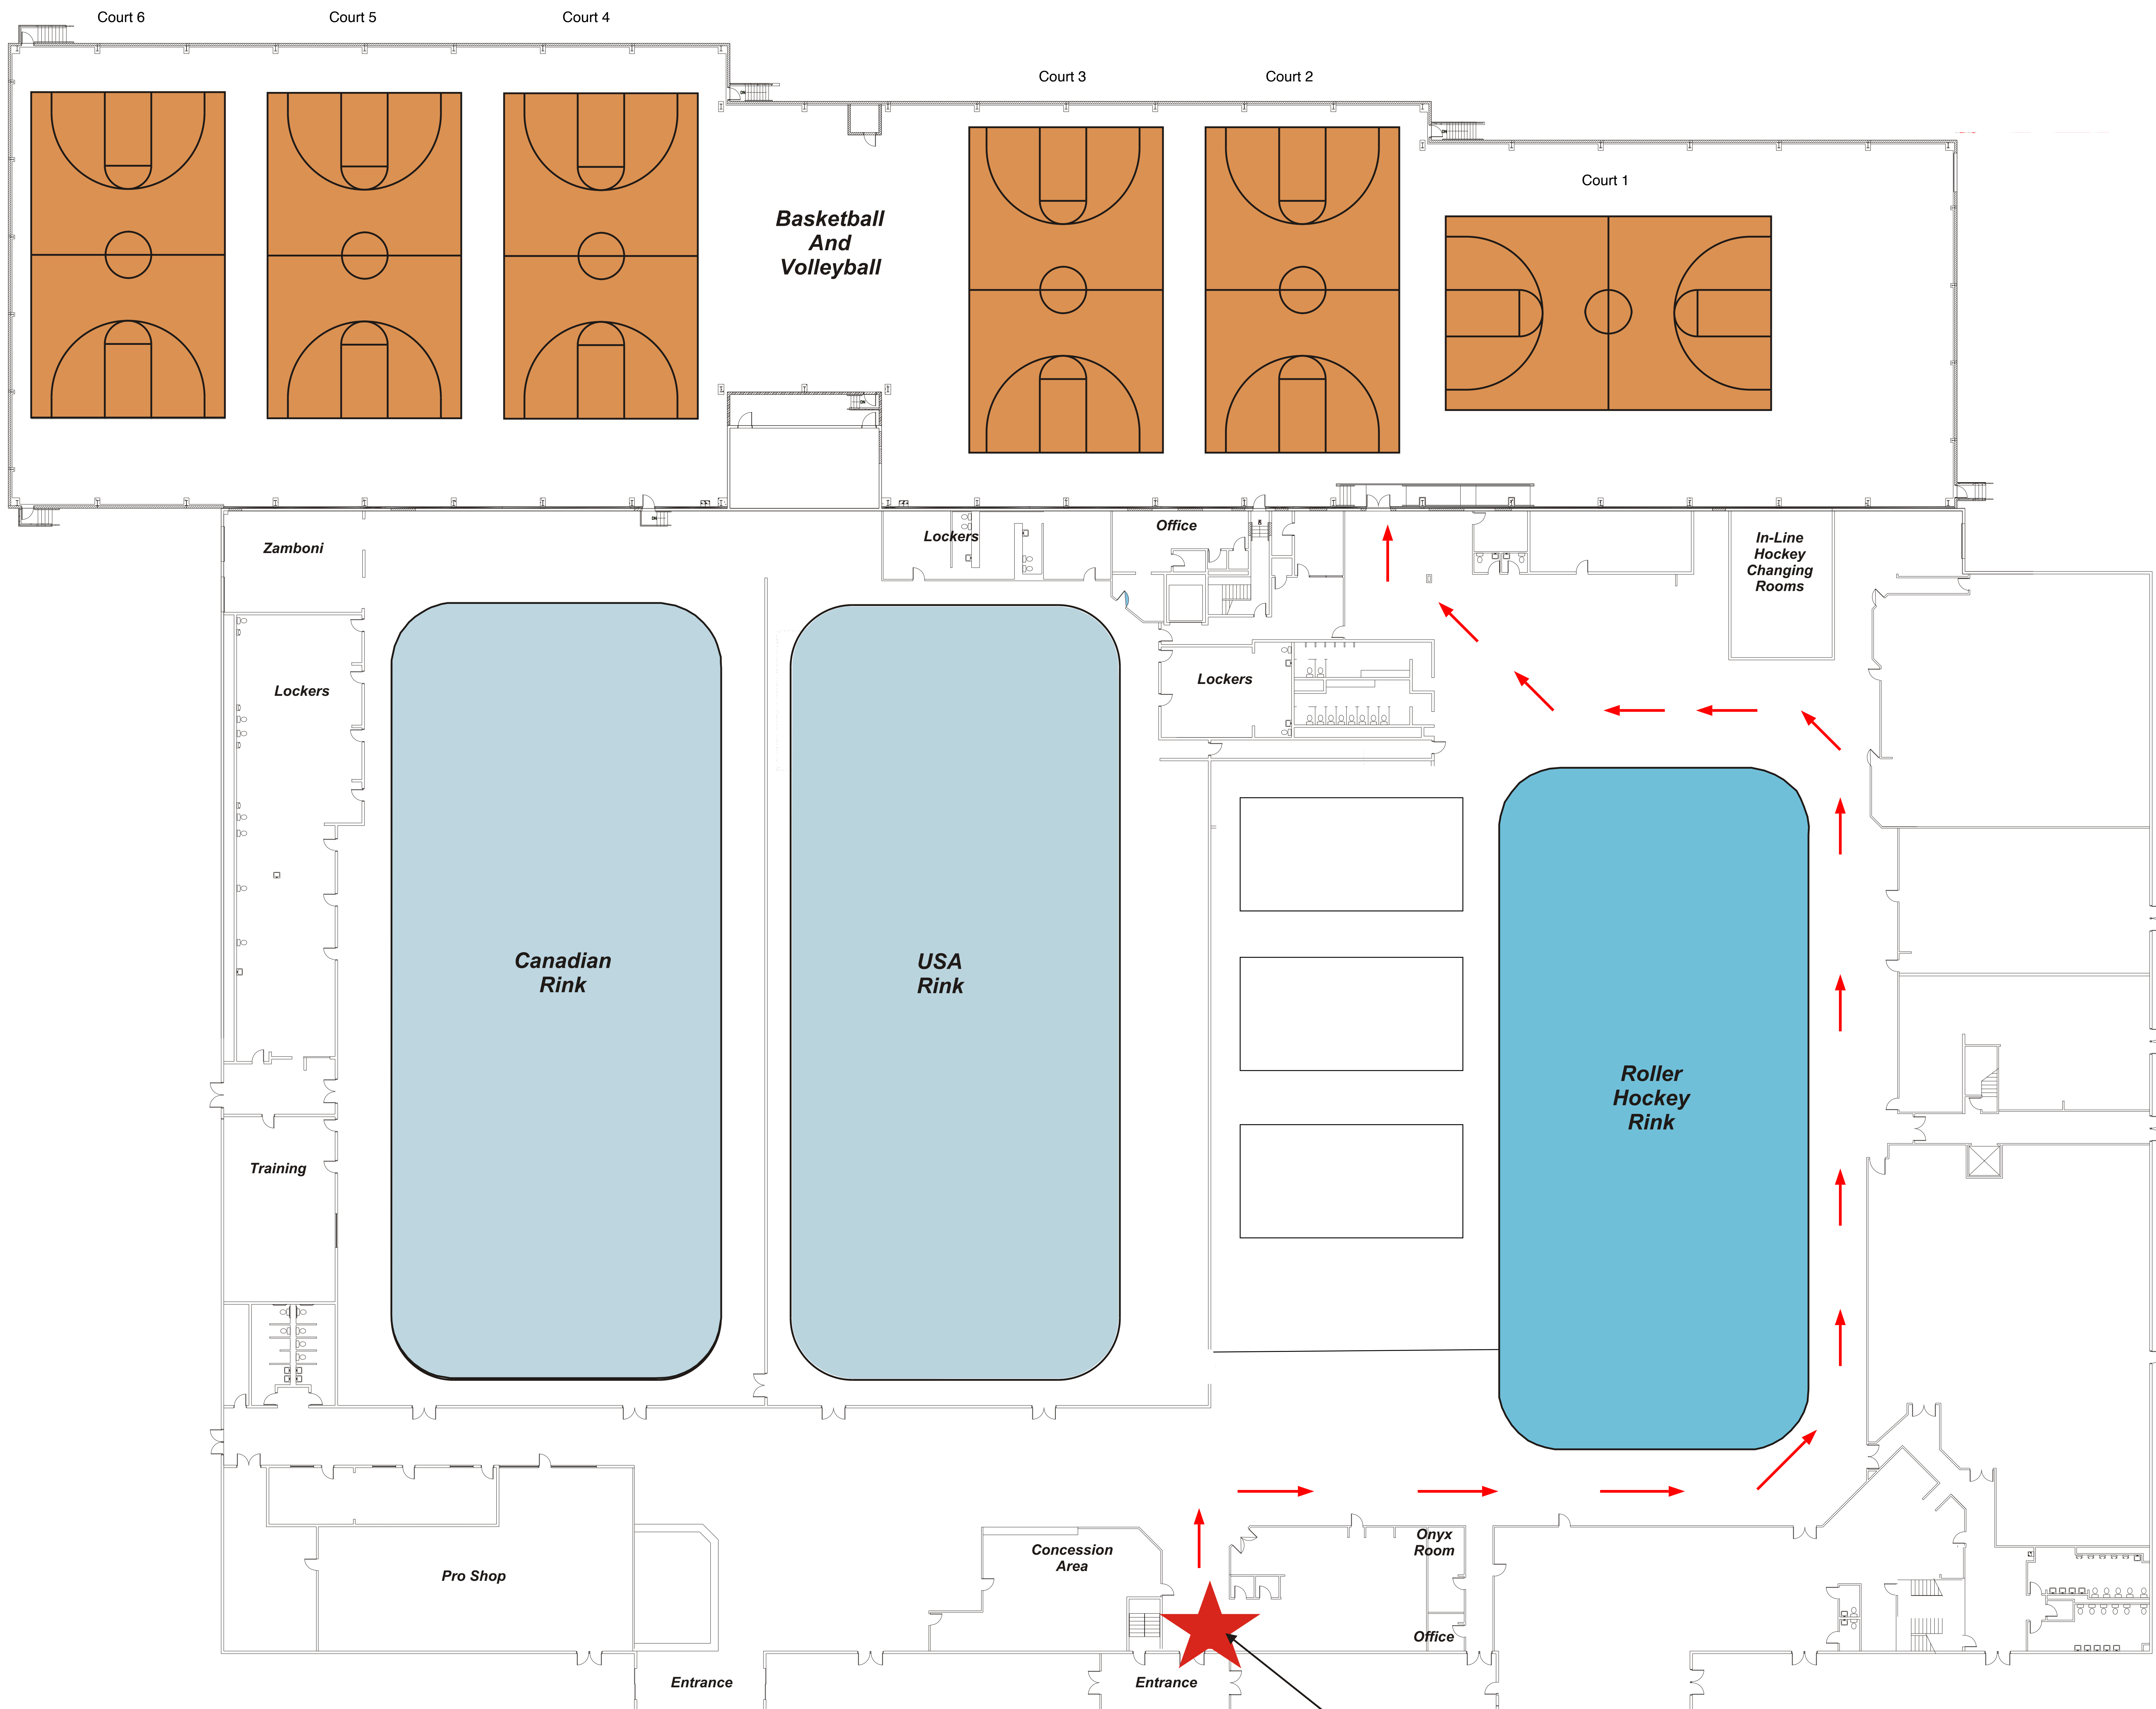 Court 6
Court 5
Court 4
Court 3
Court 2
Court 1
Basketball
And
Volleyball
Zamboni
Lockers
Office
In-Line
Hockey
Changing
Rooms
Lockers
Lockers
Canadian
Rink
USA
Rink
Roller
Hockey
Rink
Training
Pro Shop
Concession
Area
Onyx
Room
Office
Entrance
Entrance